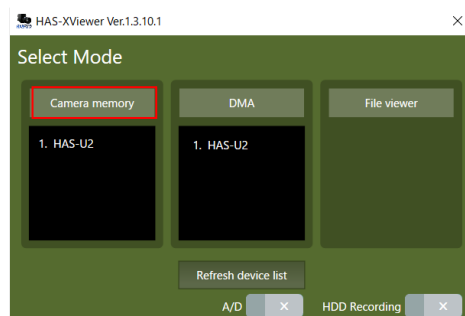 HAS-XViewer Ver.1.3.10.1
Select Mode
Camera memory
DMA
File viewer
1. HAS-U2
1. HAS-U2
Refresh device list
A/D
HDD Recording